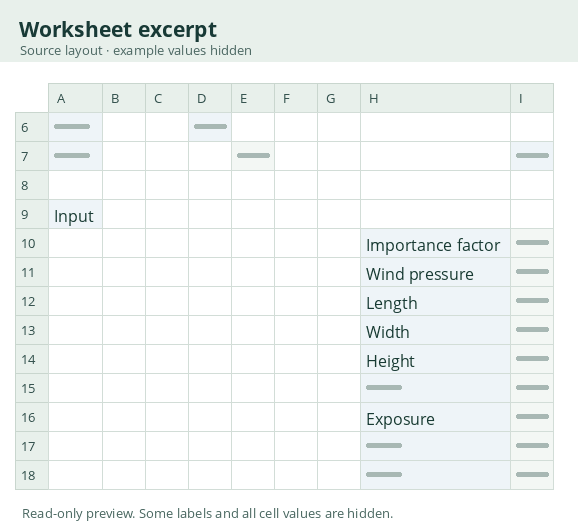 Worksheet excerpt
Source layout · example values hidden
A B C D E F G H I
6
7
8
9 Input
10 Importance factor
11 Wind pressure
12 Length
13 Width
14 Height
15
16 Exposure
17
18
Read-only preview. Some labels and all cell values are hidden.